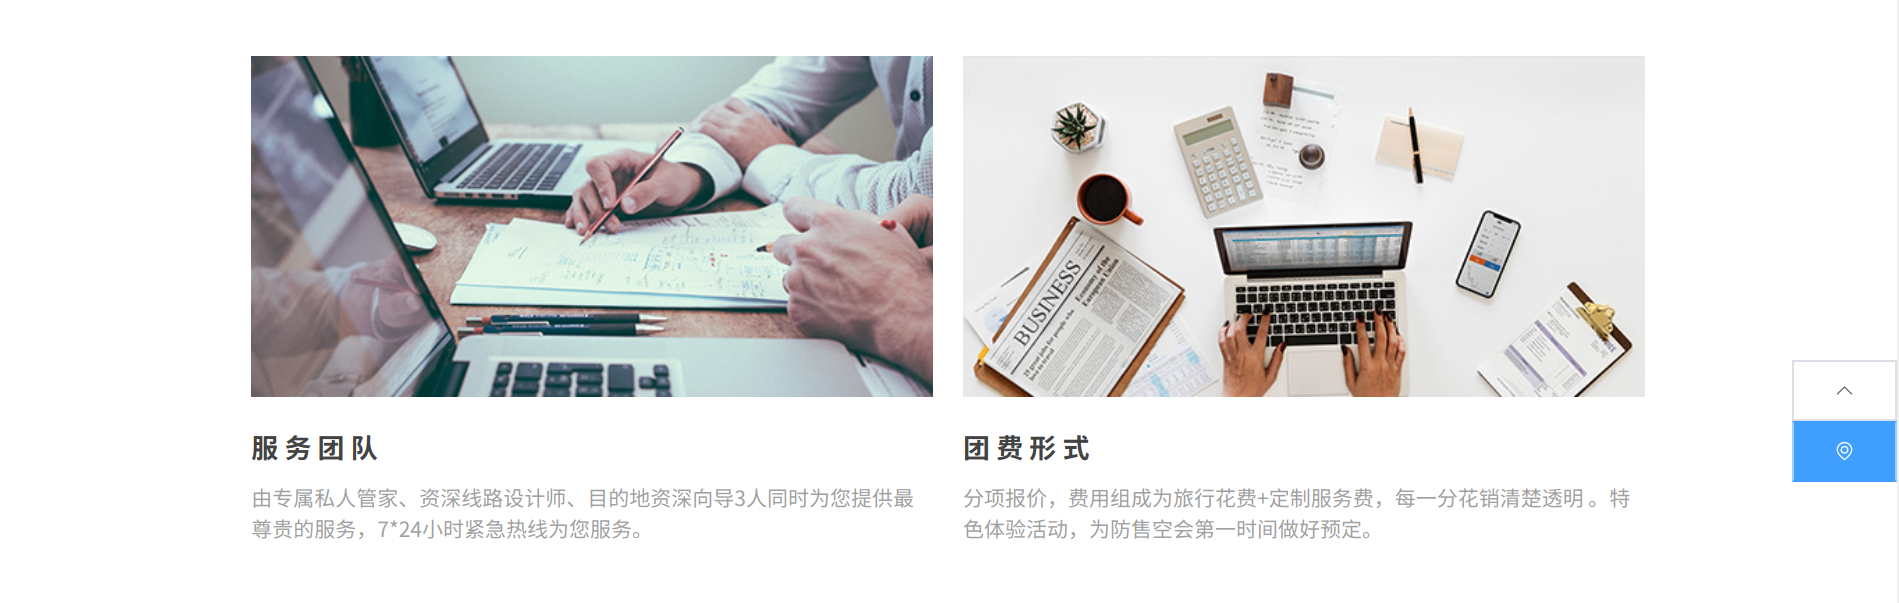 BUSINESS
Economy of the
European Union
服务团队
由专属私人管家、资深线路设计师、目的地资深向导3人同时为您提供最
尊贵的服务，7*24小时紧急热线为您服务。
团费形式
分项报价，费用组成为旅行花费+定制服务费，每一分花销清楚透明 。特
色体验活动，为防售空会第一时间做好预定。